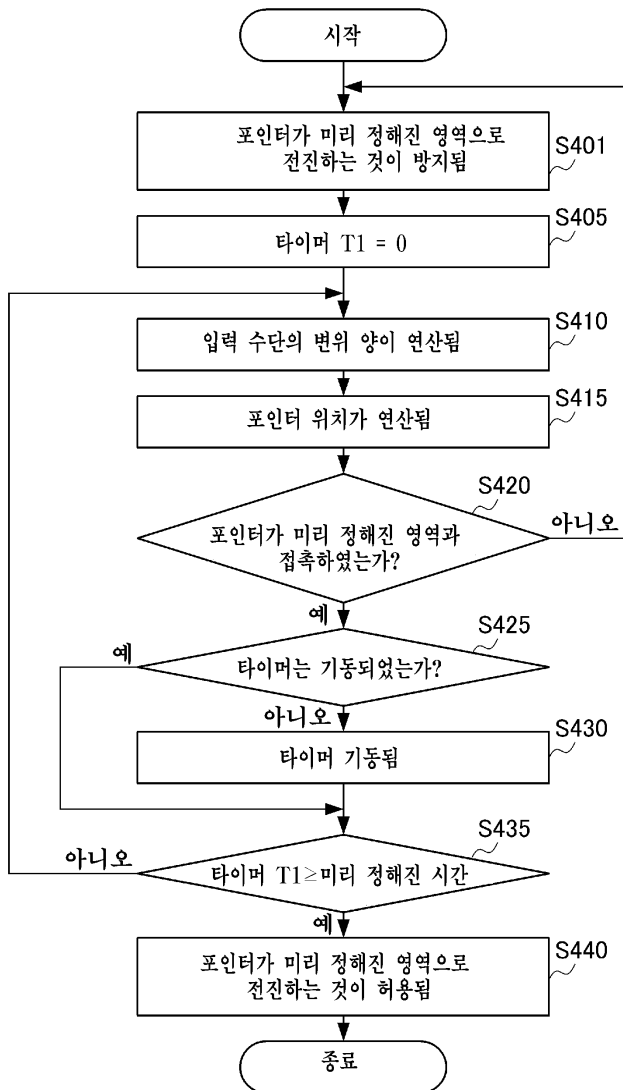 시작
포인터가 미리 정해진 영역으로
전진하는 것이 방지됨
S401
타이머 T1 = 0
S405
입력 수단의 변위 양이 연산됨
S410
포인터 위치가 연산됨
S415
S420
포인터가 미리 정해진 영역과
접촉하였는가?
아니오
예
S425
예
타이머는 기동되었는가?
아니오
타이머 기동됨
S430
S435
아니오
타이머 T1≥미리 정해진 시간
예
포인터가 미리 정해진 영역으로
전진하는 것이 허용됨
S440
종료